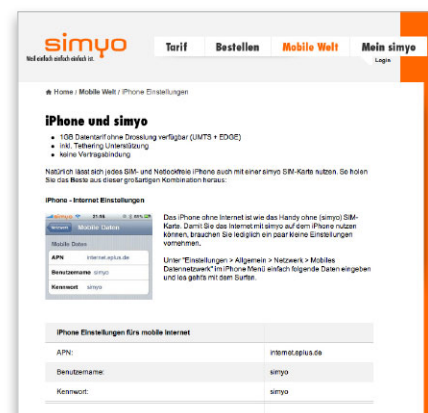 simyo
Weil einfach einfach einfach ist.
Tarif Bestellen Mobile Welt Mein simyo
Login
Home / Mobile Welt / iPhone Einstellungen
iPhone und simyo
1GB Datentarif ohne Drosslung verfügbar (UMTS + EDGE)
inkl. Tethering Unterstützung
keine Vertragsbindung
Natürlich lässt sich jedes SIM- und Netlockfreie iPhone auch mit einer simyo SIM-Karte nutzen. So holen
Sie das Beste aus dieser großartigen Kombination heraus:
iPhone - Internet Einstellungen
Mobile Daten
Mobile Daten
APN internet.eplus.de
Benutzername simyo
Kennwort simyo
Das iPhone ohne Internet ist wie das Handy ohne (simyo) SIM-
Karte. Damit Sie das Internet mit simyo auf dem iPhone nutzen
können, brauchen Sie lediglich ein paar kleine Einstellungen
vornehmen.
Unter "Einstellungen > Allgemein > Netzwerk > Mobiles
Datennetzwerk" im iPhone Menü einfach folgende Daten eingeben
und los geht's mit dem Surfen.
iPhone Einstellungen fürs mobile Internet
APN: internet.eplus.de
Benutzername: simyo
Kennwort: simyo